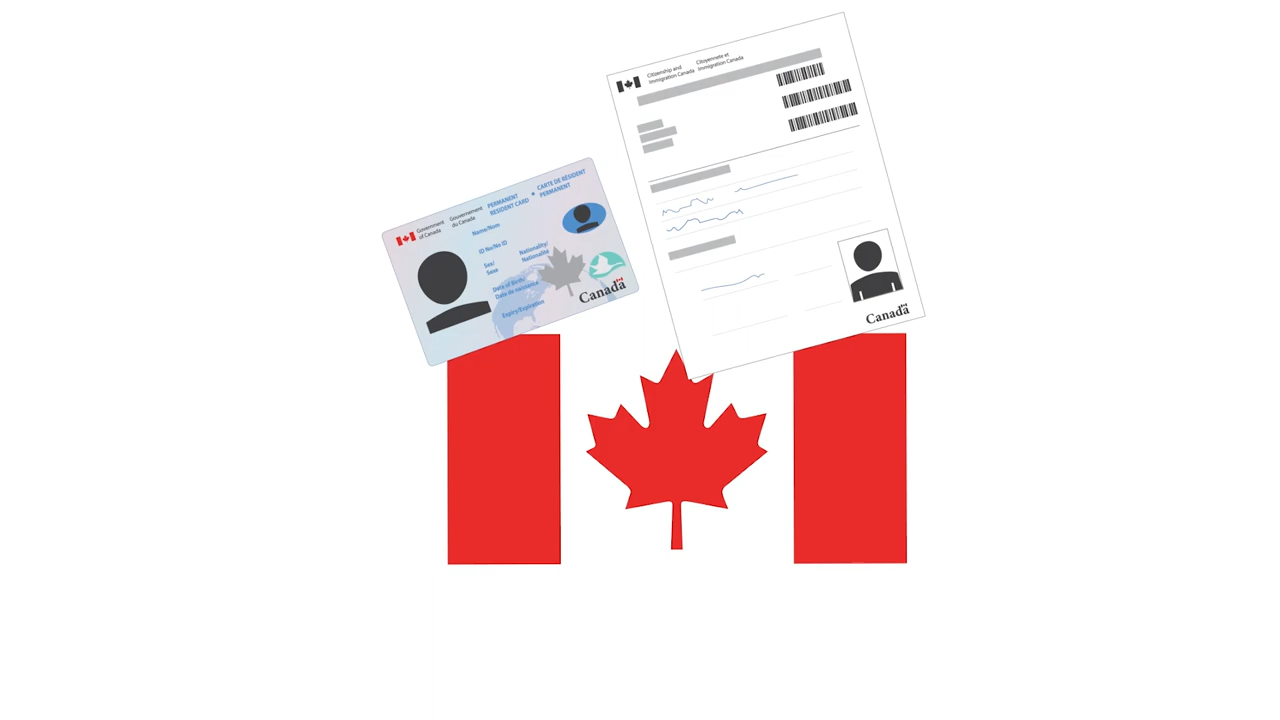 Government
of Canada
Gouvernement
du Canada
PERMANENT
RESIDENT CARD
•
CARTE DE RÉSIDENT
PERMANENT
Name/Nom
ID No/No ID
Sex/
Sexe
Nationality/
Nationalité
Date of Birth/
Date de naissance
Expiry/Expiration
Canada
Citizenship and
Immigration Canada
Citoyennete et
Immigration Canada
Canada